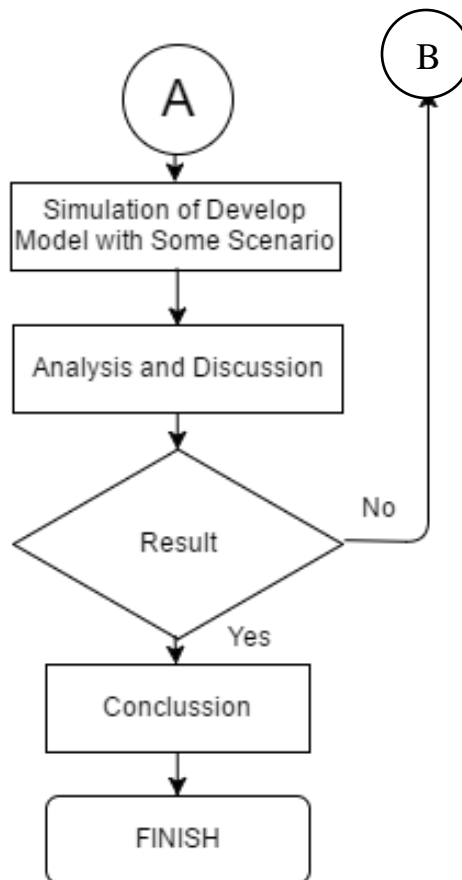 A
B
Simulation of Develop
Model with Some Scenario
Analysis and Discussion
Result
No
Yes
Conclussion
FINISH